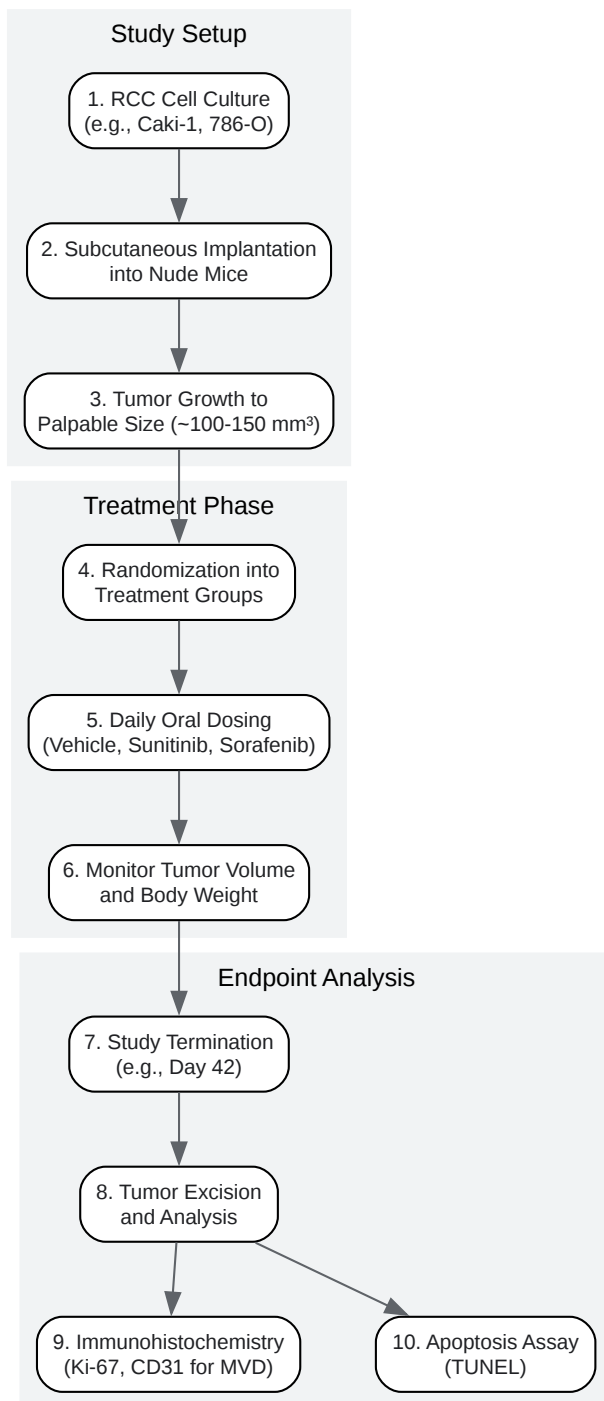 Study Setup
1. RCC Cell Culture
(e.g., Caki-1, 786-O)
2. Subcutaneous Implantation
into Nude Mice
3. Tumor Growth to
Palpable Size (~100-150 mm³)
Treatment Phase
4. Randomization into
Treatment Groups
5. Daily Oral Dosing
(Vehicle, Sunitinib, Sorafenib)
6. Monitor Tumor Volume
and Body Weight
Endpoint Analysis
7. Study Termination
(e.g., Day 42)
8. Tumor Excision
and Analysis
9. Immunohistochemistry
(Ki-67, CD31 for MVD)
10. Apoptosis Assay
(TUNEL)